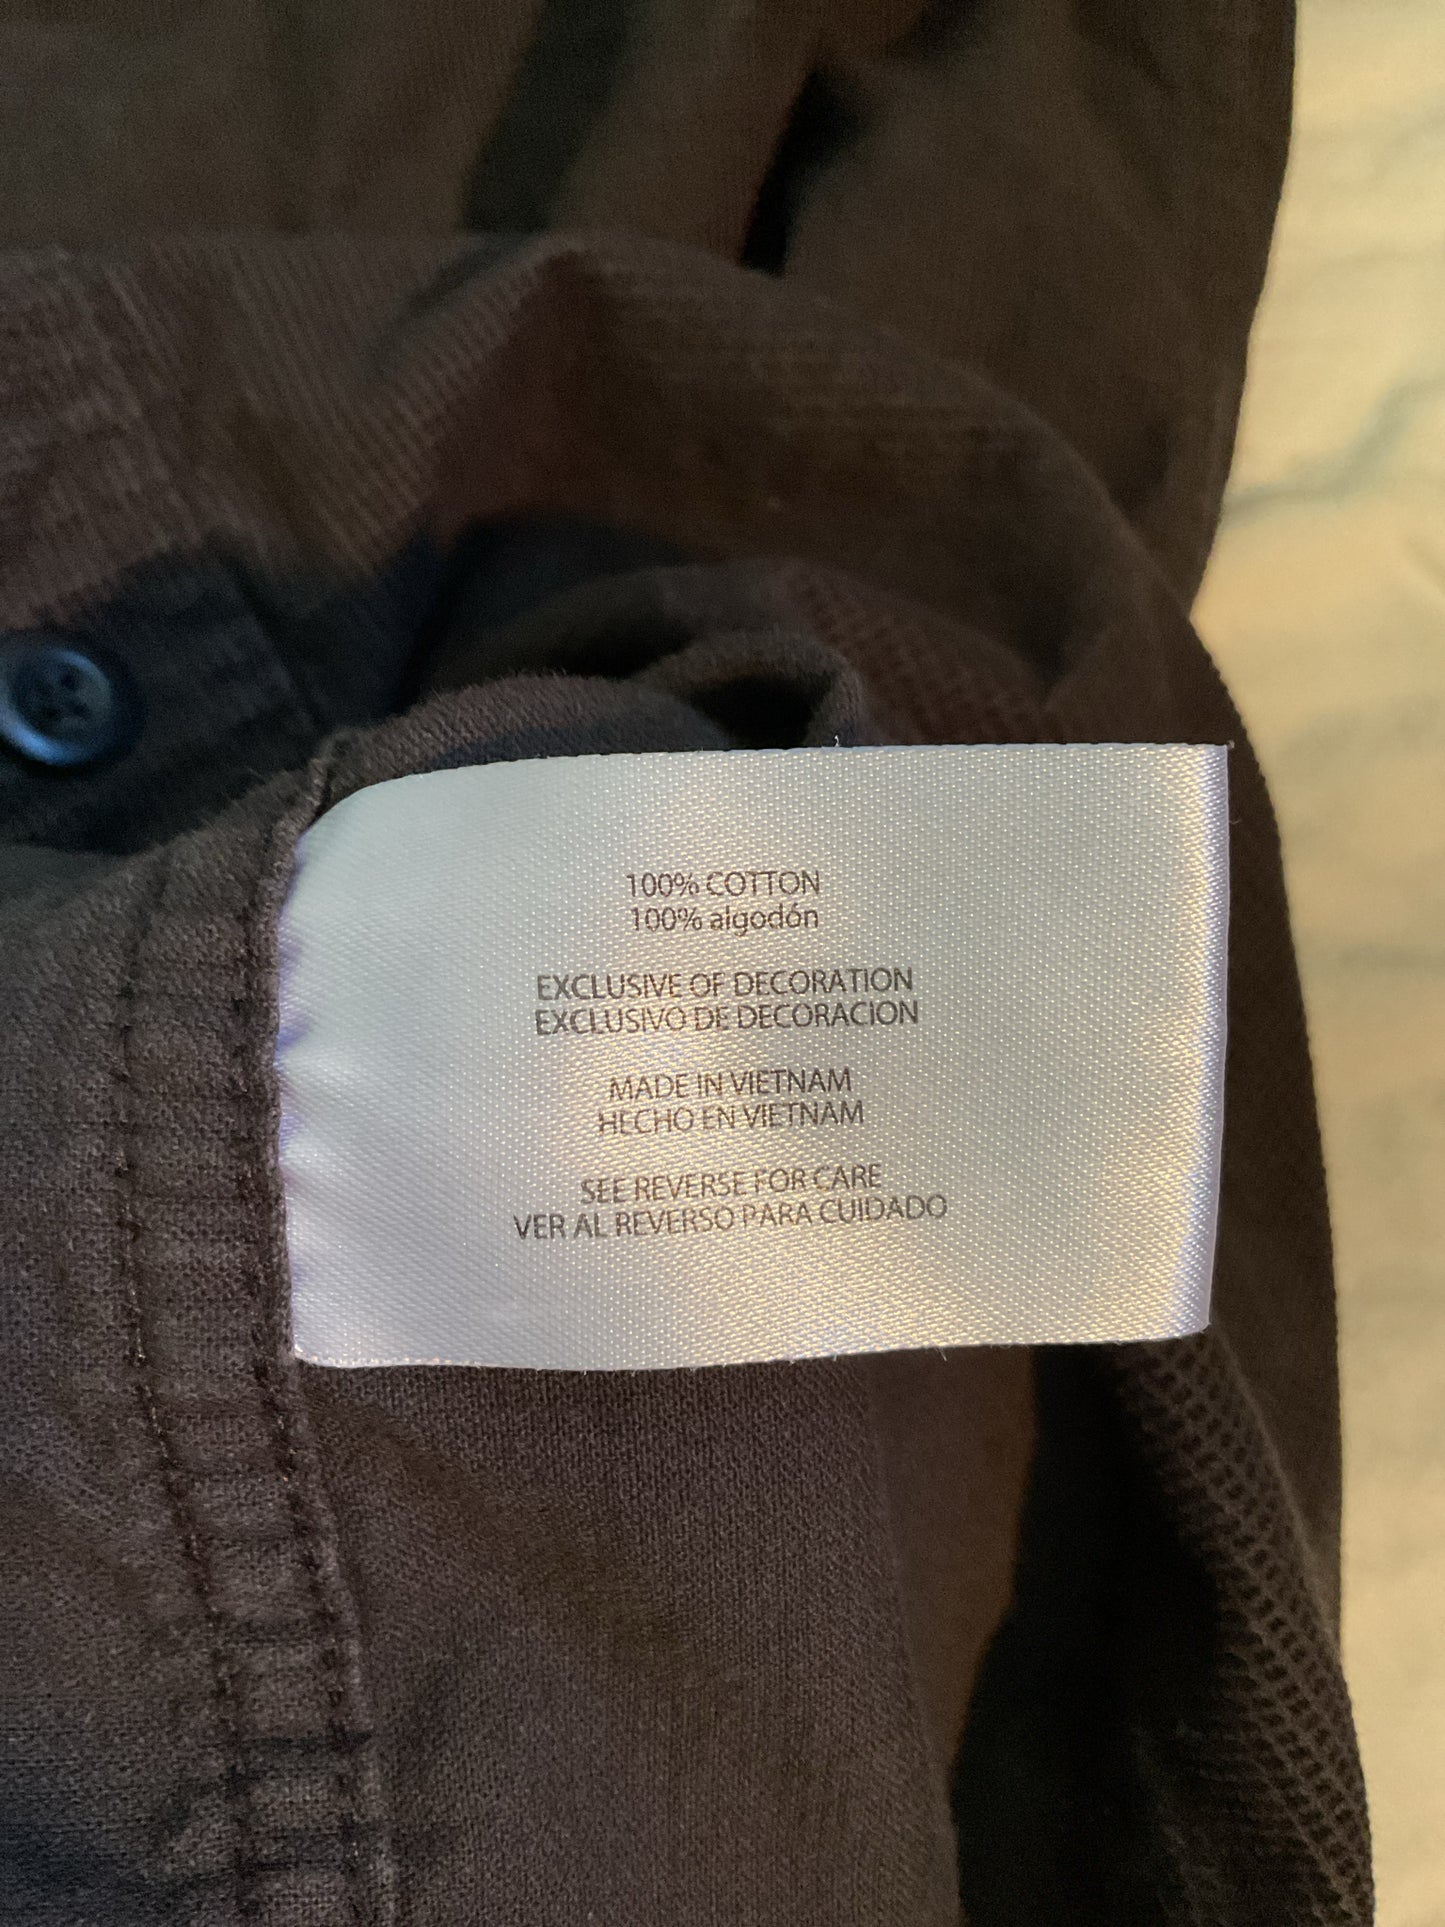 100% COTTON
100% algodón
EXCLUSIVE OF DECORATION
EXCLUSIVO DE DECORACION
MADE IN VIETNAM
HECHO EN VIETNAM
SEE REVERSE FOR CARE
VER AL REVERSO PARA CUIDADO